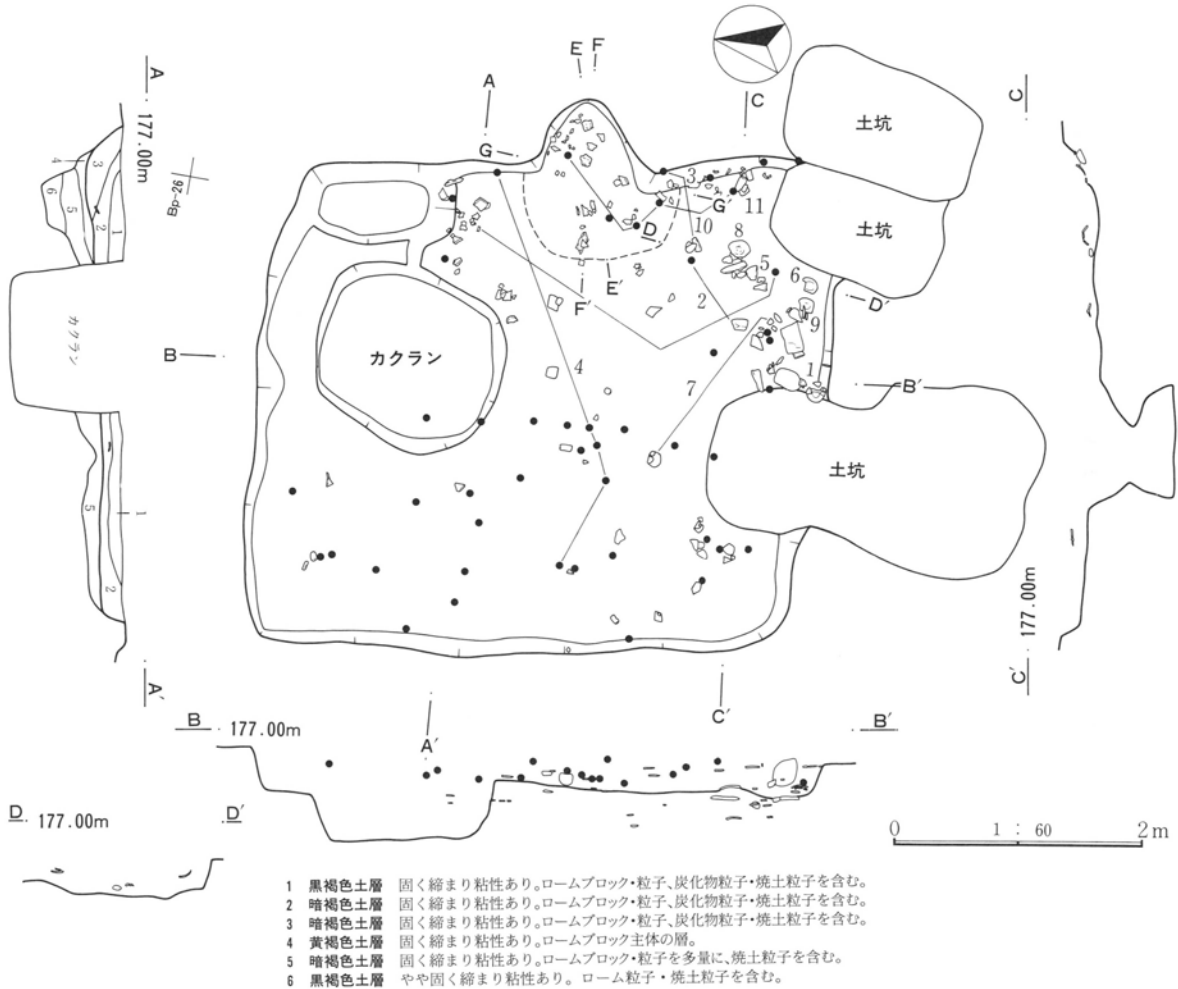 E F
A
C
G
土坑
土坑
土坑
カクラン
カクラン
A 177.00m
Bp-26
4 3
6 5 2 1
5 1
2
A'
B
B'
3
G'
11
10
D
8
5
6
D'
E'
F'
2
9
4
7
1
C
C' 177.00m
A'
C'
B 177.00m B'
D 177.00m D'
0 1 : 60 2m
1 黒褐色土層 固く締まり粘性あり。ロームブロック・粒子、炭化物粒子・焼土粒子を含む。
2 暗褐色土層 固く締まり粘性あり。ロームブロック・粒子、炭化物粒子・焼土粒子を含む。
3 暗褐色土層 固く締まり粘性あり。ロームブロック・粒子、炭化物粒子・焼土粒子を含む。
4 黄褐色土層 固く締まり粘性あり。ロームブロック主体の層。
5 暗褐色土層 固く締まり粘性あり。ロームブロック・粒子を多量に、焼土粒子を含む。
6 黒褐色土層 やや固く締まり粘性あり。ローム粒子・焼土粒子を含む。